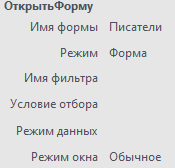 ОткрытьФорму
Имя формы Писатели
Режим Форма
Имя фильтра
Условие отбора
Режим данных
Режим окна Обычное